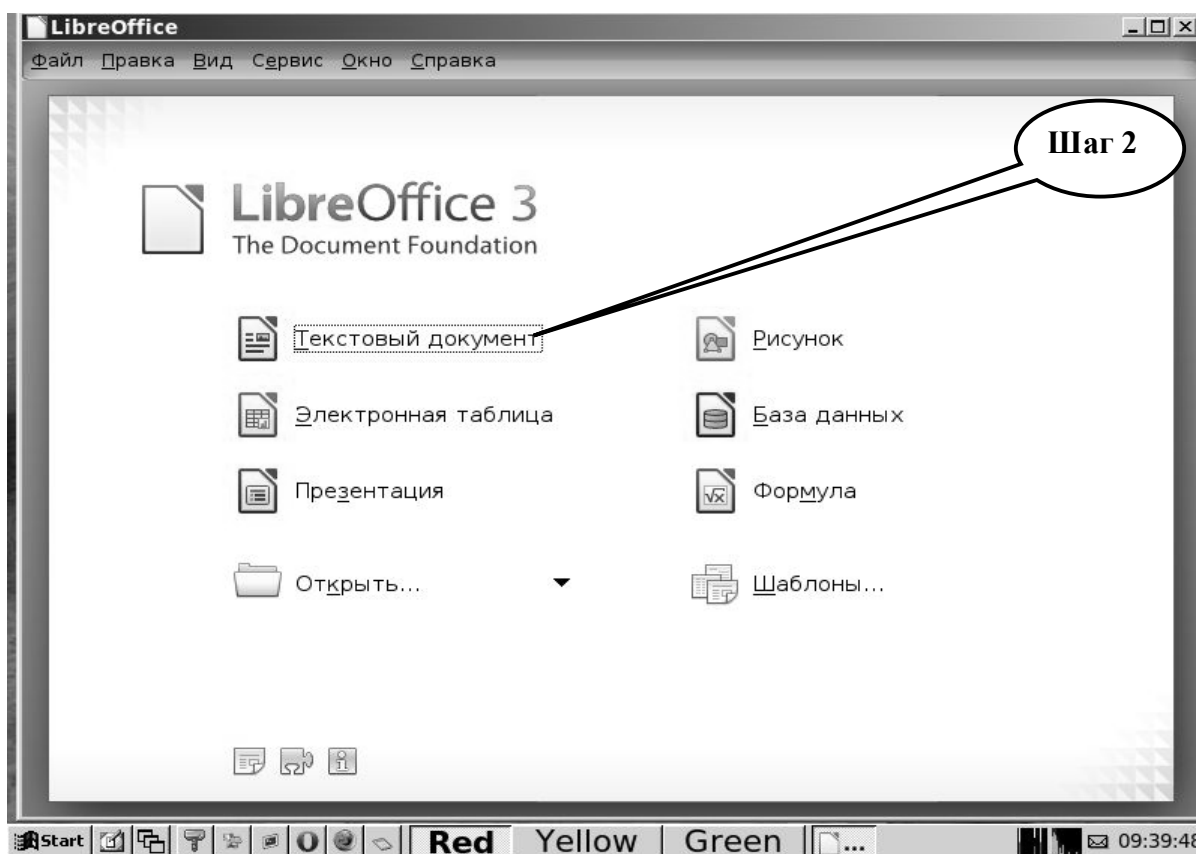 LibreOffice
Файл Правка Вид Сервис Окно Справка
Шаг 2
LibreOffice 3
The Document Foundation
Текстовый документ
Рисунок
Электронная таблица
База данных
Презентация
Формула
Открыть...
Шаблоны...
Start Red Yellow Green ... 09:39:48